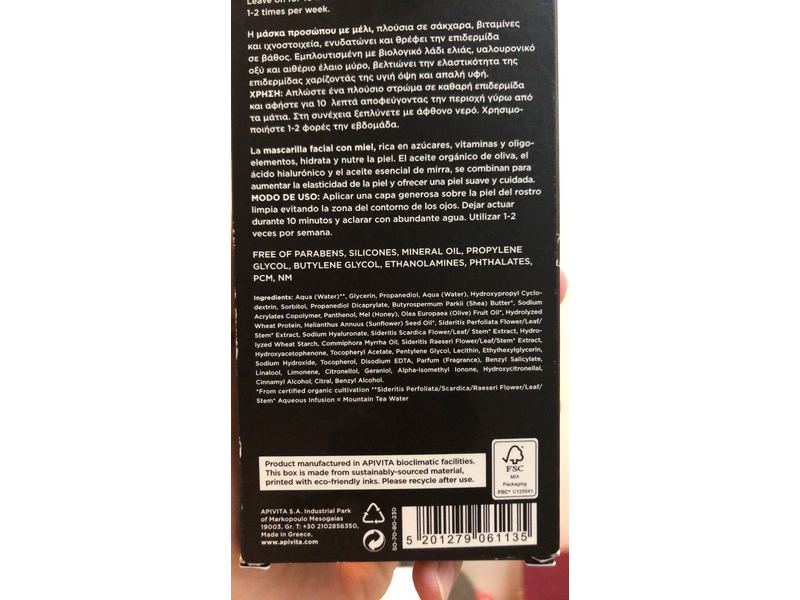 Leave on for 10
1-2 times per week.
Η μάσκα προσώπου με μέλι, πλούσια σε σάκχαρα, βιταμίνες
και ιχνοστοιχεία, ενυδατώνει και θρέφει την επιδερμίδα
σε βάθος. Εμπλουτισμένη με βιολογικό λάδι ελιάς, υαλουρονικό
οξύ και αιθέριο έλαιο μύρο, βελτιώνει την ελαστικότητα της
επιδερμίδας χαρίζοντάς της υγιή όψη και απαλή υφή.
ΧΡΗΣΗ: Απλώστε ένα πλούσιο στρώμα σε καθαρή επιδερμίδα
και αφήστε για 10 λεπτά αποφεύγοντας την περιοχή γύρω από
τα μάτια. Στη συνέχεια ξεπλύνετε με άφθονο νερό. Χρησιμο-
ποιήστε 1-2 φορές την εβδομάδα.
La mascarilla facial con miel, rica en azúcares, vitaminas y oligo-
elementos, hidrata y nutre la piel. El aceite orgánico de oliva, el
ácido hialurónico y el aceite esencial de mirra, se combinan para
aumentar la elasticidad de la piel y ofrecer una piel suave y cuidada.
MODO DE USO: Aplicar una capa generosa sobre la piel del rostro
limpia evitando la zona del contorno de los ojos. Dejar actuar
durante 10 minutos y aclarar con abundante agua. Utilizar 1-2
veces por semana.
FREE OF PARABENS, SILICONES, MINERAL OIL, PROPYLENE
GLYCOL, BUTYLENE GLYCOL, ETHANOLAMINES, PHTHALATES,
PCM, NM
Ingredients: Aqua (Water)**, Glycerin, Propanediol, Aqua (Water), Hydroxypropyl Cyclo-
dextrin, Sorbitol, Propanediol Dicaprylate, Butyrospermum Parkii (Shea) Butter*, Sodium
Acrylates Copolymer, Panthenol, Mel (Honey), Olea Europaea (Olive) Fruit Oil*, Hydrolyzed
Wheat Protein, Helianthus Annuus (Sunflower) Seed Oil*, Sideritis Perfoliata Flower/Leaf/
Stem* Extract, Sodium Hyaluronate, Sideritis Scardica Flower/Leaf/ Stem* Extract, Hydro-
lyzed Wheat Starch, Commiphora Myrrha Oil, Sideritis Raeseri Flower/Leaf/Stem* Extract,
Hydroxyacetophenone, Tocopheryl Acetate, Pentylene Glycol, Lecithin, Ethylhexylglycerin,
Sodium Hydroxide, Tocopherol, Disodium EDTA, Parfum (Fragrance), Benzyl Salicylate,
Linalool, Limonene, Citronellol, Geraniol, Alpha-Isomethyl Ionone, Hydroxycitronellal,
Cinnamyl Alcohol, Citral, Benzyl Alcohol.
*From certified organic cultivation **Sideritis Perfoliata/Scardica/Raeseri Flower/Leaf/
Stem* Aqueous Infusion = Mountain Tea Water
Product manufactured in APIVITA bioclimatic facilities.
This box is made from sustainably-sourced material,
printed with eco-friendly inks. Please recycle after use.
FSC
MIX
Packaging
FSC® C125541
APIVITA S.A. Industrial Park
of Markopoulo Mesogaias
19003, Gr. T: +30 2102856350,
Made in Greece,
www.apivita.com
50-70-80-230
5 201279 061135